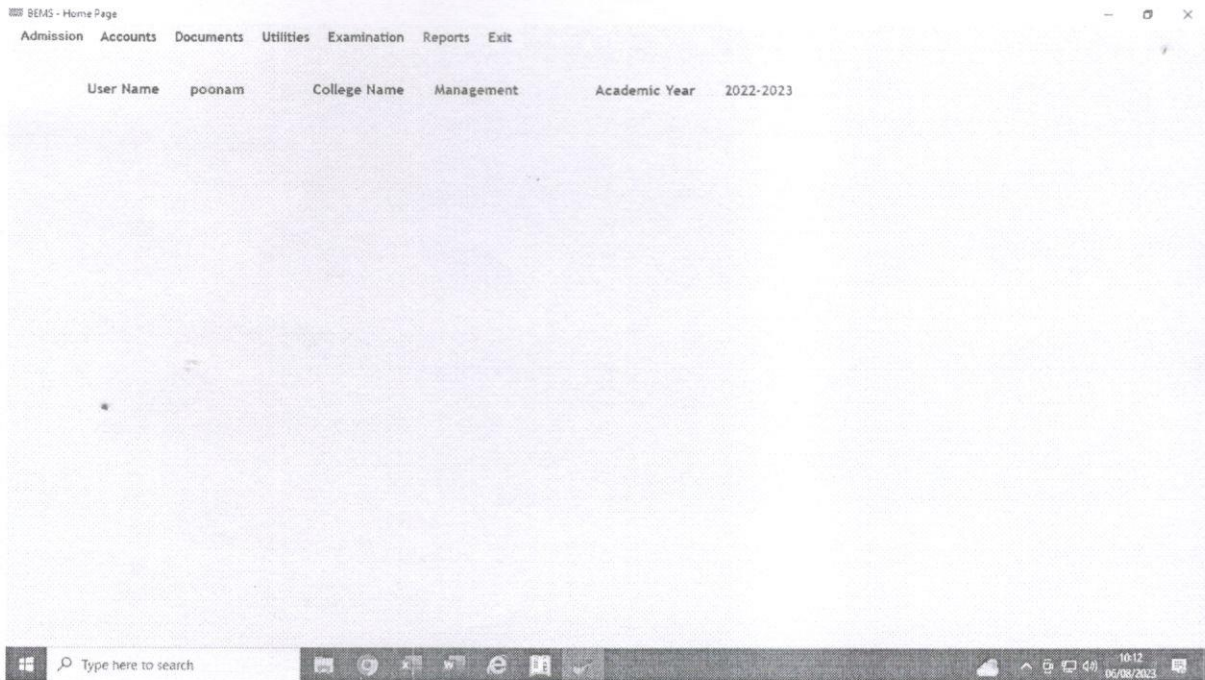 BEMS - Home Page
Admission Accounts Documents Utilities Examination Reports Exit
User Name poonam College Name Management Academic Year 2022-2023
Type here to search
10:12
06/08/2023